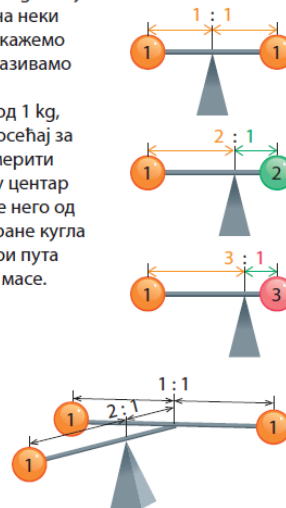 на неки
кажемо
азивамо
од 1 kg,
осећај за
мерити
у центар
е него од
ране кугла
ри пута
масе.
1 : 1
1 1
2 : 1
1 2
3 : 1
1 3
1 : 1
2 : 1
1 1
1